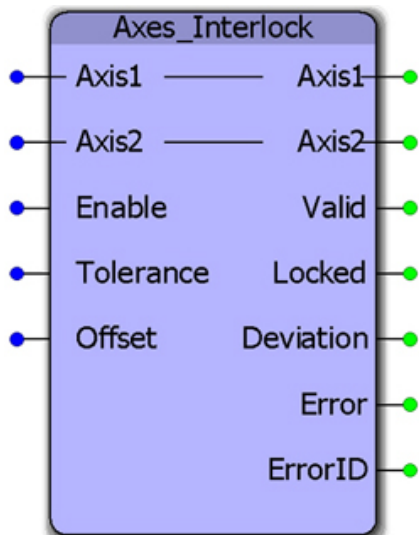 Axes_Interlock
Axis1 Axis1
Axis2 Axis2
Enable Valid
Tolerance Locked
Offset Deviation
Error
ErrorID